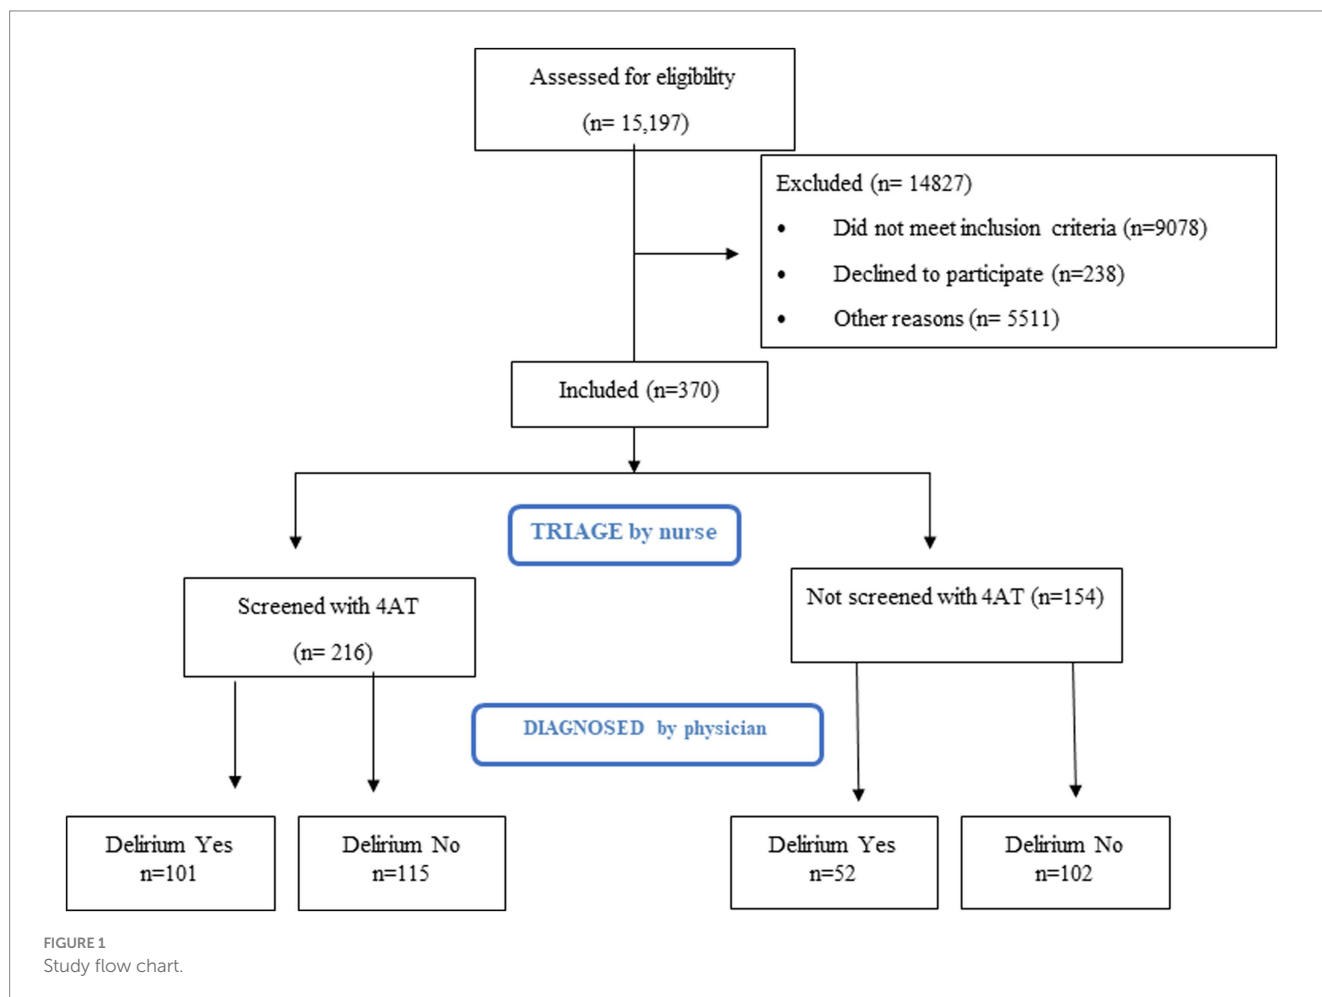 Assessed for eligibility
(n= 15,197)
Excluded (n= 14827)
• Did not meet inclusion criteria (n=9078)
• Declined to participate (n=238)
• Other reasons (n= 5511)
Included (n=370)
TRIAGE by nurse
Screened with 4AT
(n= 216)
Not screened with 4AT (n=154)
DIAGNOSED by physician
Delirium Yes
n=101
Delirium No
n=115
Delirium Yes
n=52
Delirium No
n=102
FIGURE 1
Study flow chart.